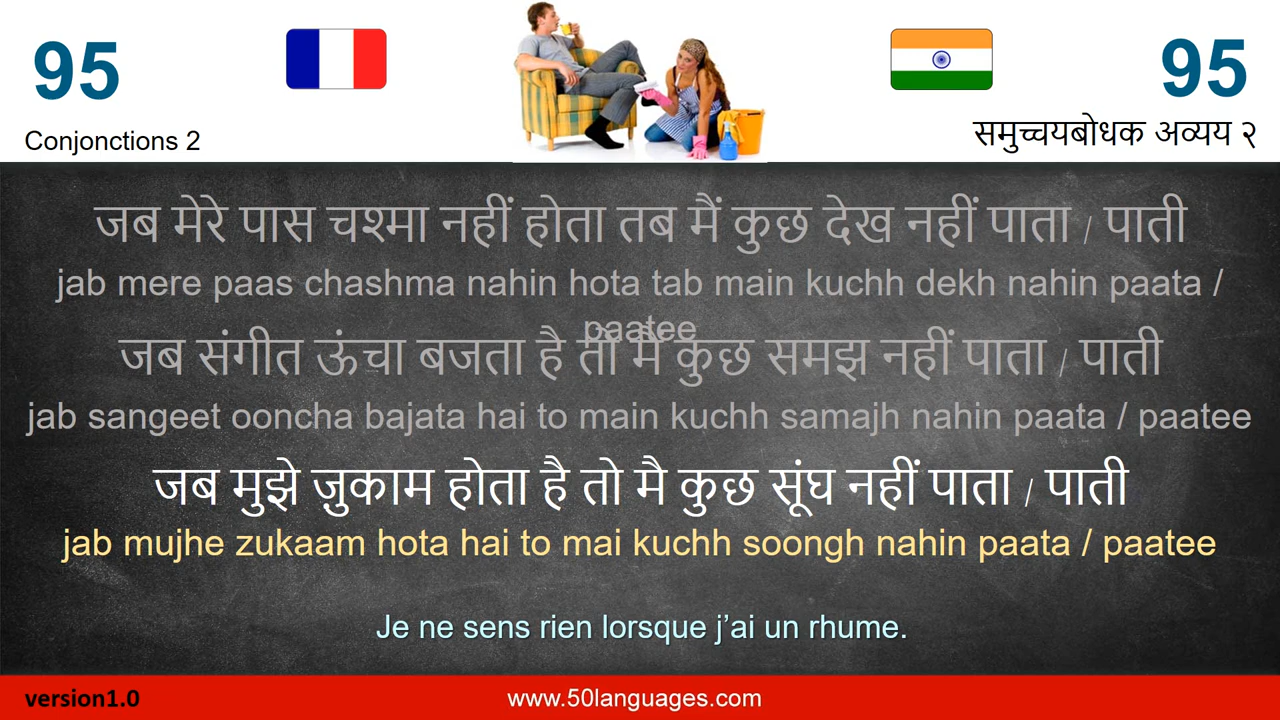 95
95
Conjonctions 2
समुच्चयबोधक अव्यय २
जब मेरे पास चश्मा नहीं होता तब मैं कुछ देख नहीं पाता / पाती
jab mere paas chashma nahin hota tab main kuchh dekh nahin paata /
paatee
जब संगीत ऊंचा बजता है तो मैं कुछ समझ नहीं पाता / पाती
jab sangeet ooncha bajata hai to main kuchh samajh nahin paata / paatee
जब मुझे ज़ुकाम होता है तो मै कुछ सूंघ नहीं पाता / पाती
jab mujhe zukaam hota hai to mai kuchh soongh nahin paata / paatee
Je ne sens rien lorsque j’ai un rhume.
version1.0
www.50languages.com